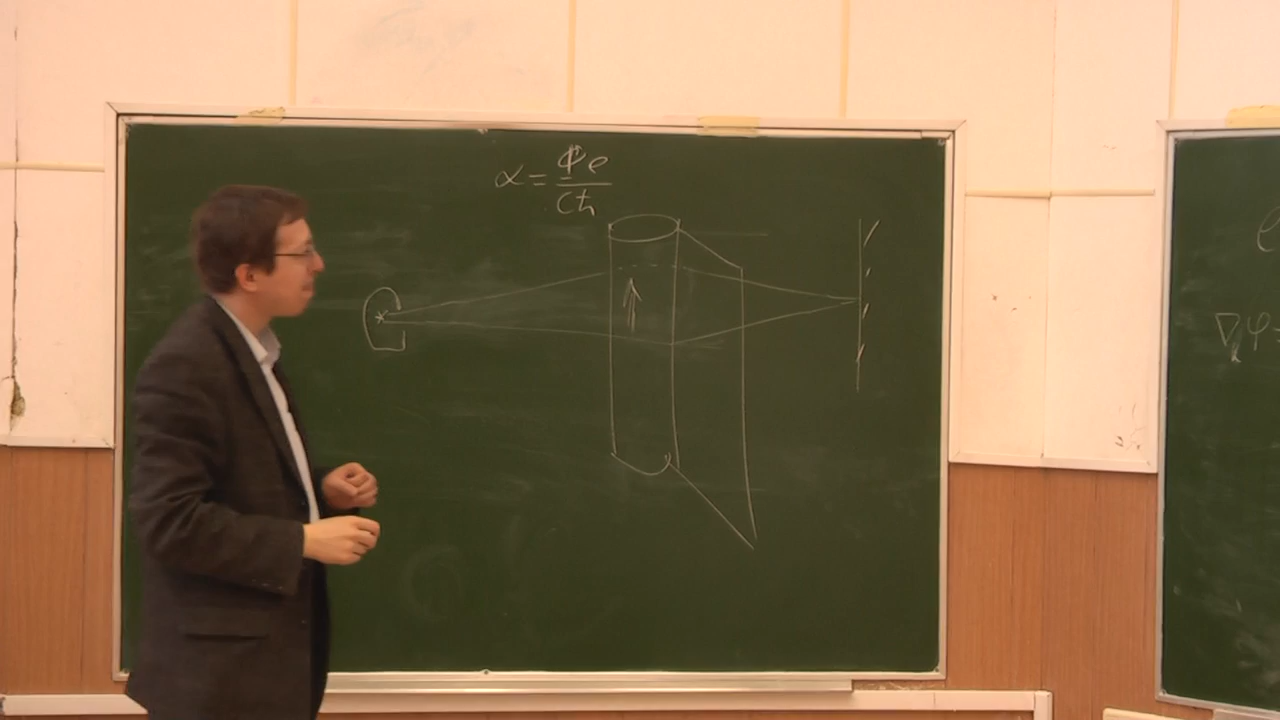 α = Φe / cħ
∇φ =